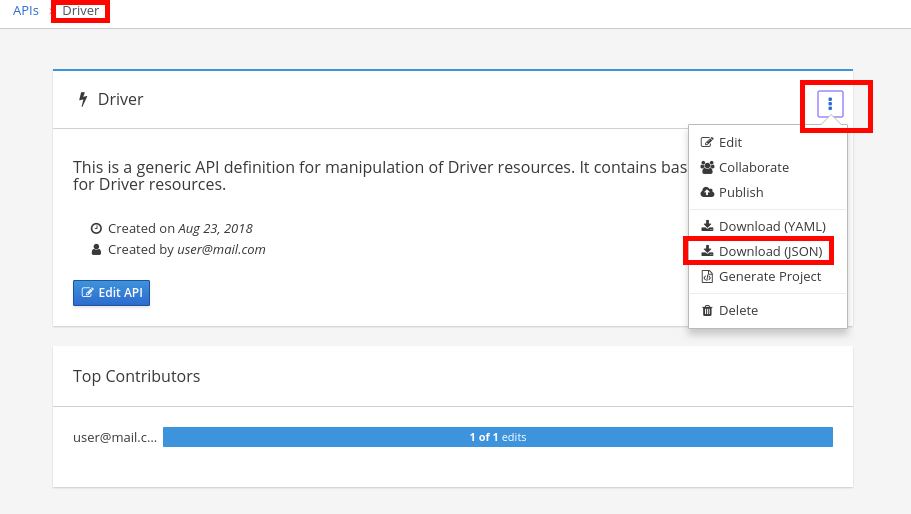 APIs Driver
Driver
This is a generic API definition for manipulation of Driver resources. It contains bas
for Driver resources.
Created on Aug 23, 2018
Created by user@mail.com
Edit API
Edit
Collaborate
Publish
Download (YAML)
Download (JSON)
Generate Project
Delete
Top Contributors
user@mail.c...
1 of 1 edits